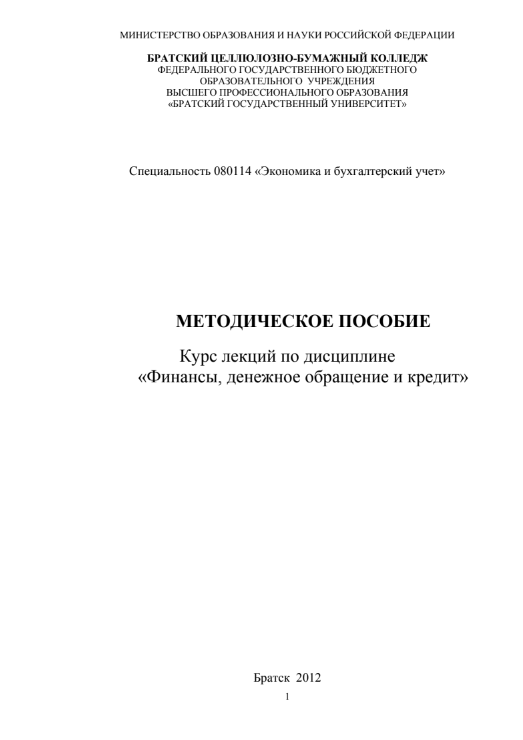 МИНИСТЕРСТВО ОБРАЗОВАНИЯ И НАУКИ РОССИЙСКОЙ ФЕДЕРАЦИИ
БРАТСКИЙ ЦЕЛЛЮЛОЗНО-БУМАЖНЫЙ КОЛЛЕДЖ
ФЕДЕРАЛЬНОГО ГОСУДАРСТВЕННОГО БЮДЖЕТНОГО
ОБРАЗОВАТЕЛЬНОГО УЧРЕЖДЕНИЯ
ВЫСШЕГО ПРОФЕССИОНАЛЬНОГО ОБРАЗОВАНИЯ
«БРАТСКИЙ ГОСУДАРСТВЕННЫЙ УНИВЕРСИТЕТ»
Специальность 080114 «Экономика и бухгалтерский учет»
МЕТОДИЧЕСКОЕ ПОСОБИЕ
Курс лекций по дисциплине
«Финансы, денежное обращение и кредит»
Братск 2012
1